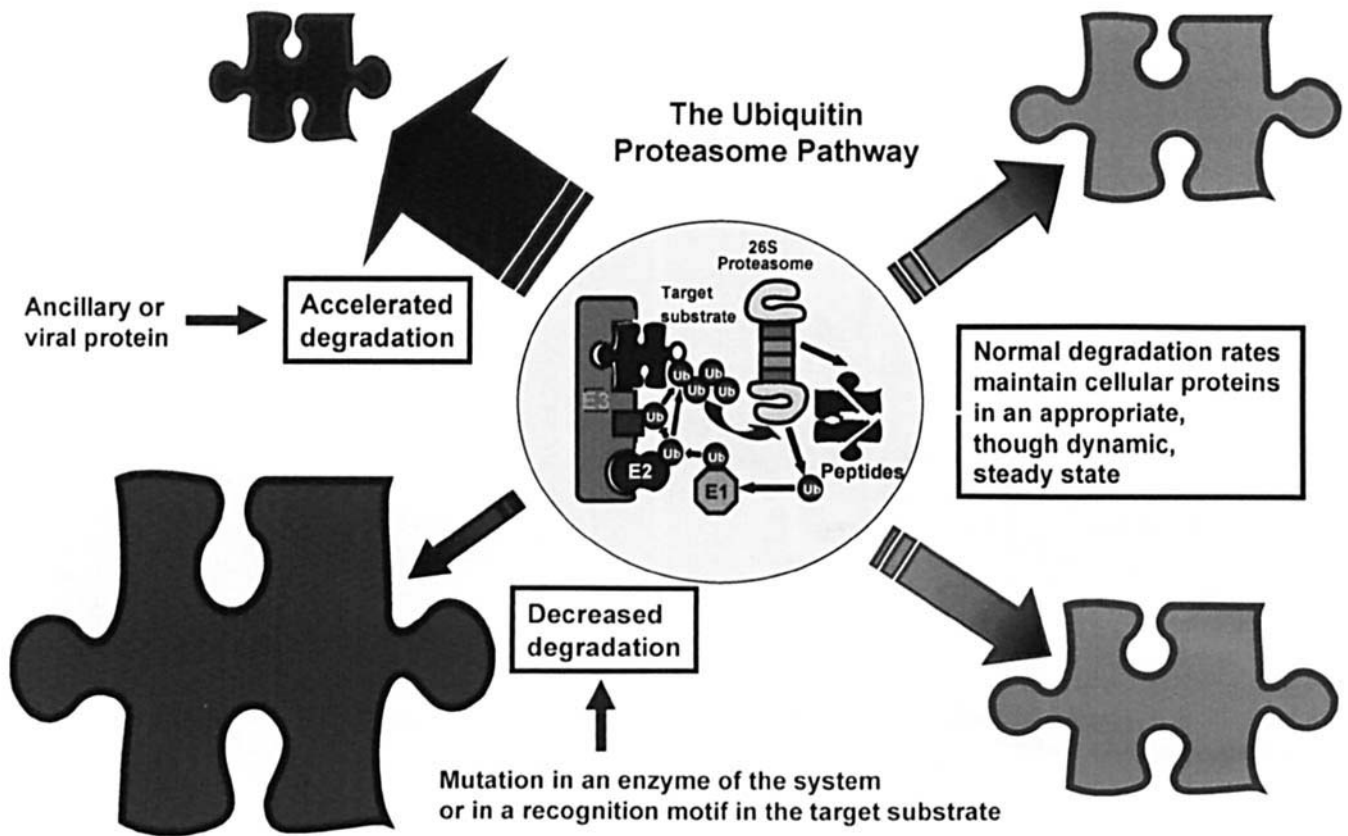 The Ubiquitin
Proteasome Pathway
Ancillary or
viral protein
Accelerated
degradation
26S
Proteasome
Target
substrate
Ub
Ub
Ub
Ub
Ub
Ub
E3
Ub
Ub
Ub
E2
E1
Ub
Peptides
Normal degradation rates
maintain cellular proteins
in an appropriate,
though dynamic,
steady state
Decreased
degradation
Mutation in an enzyme of the system
or in a recognition motif in the target substrate